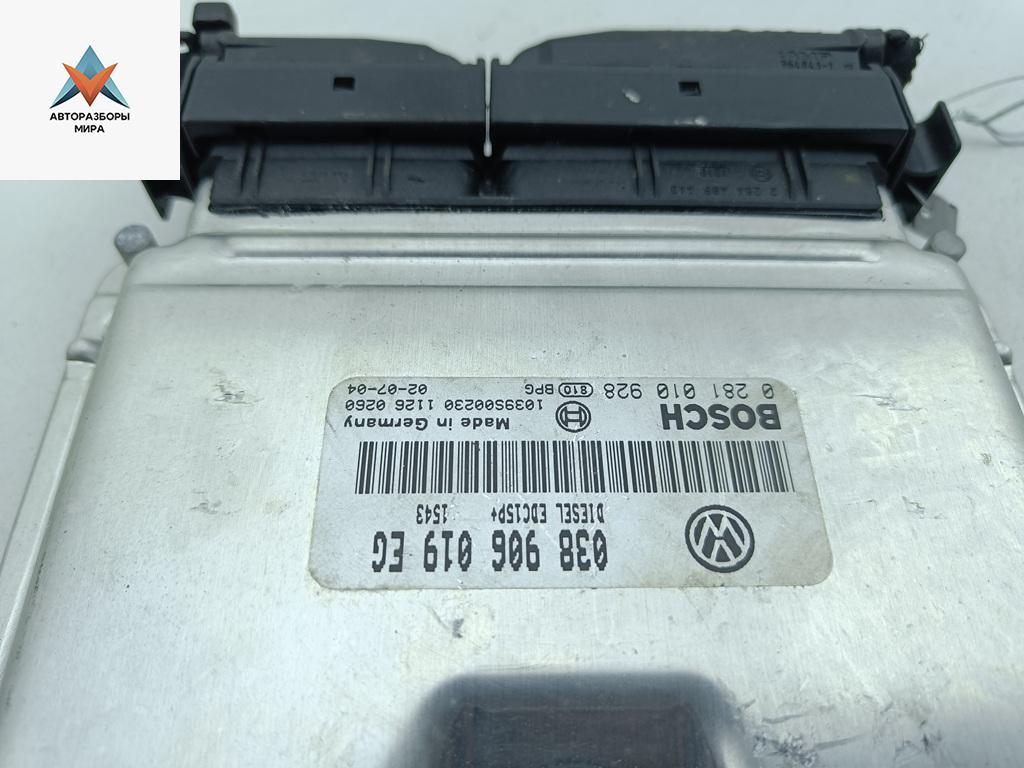 АВТОРАЗБОРЫ
МИРА
038 906 019 EG
DIESEL EDC15P+ 1543
BOSCH Made in Germany
1039S00230 1126 0260
0 281 010 928 810 BPG 02-07-04